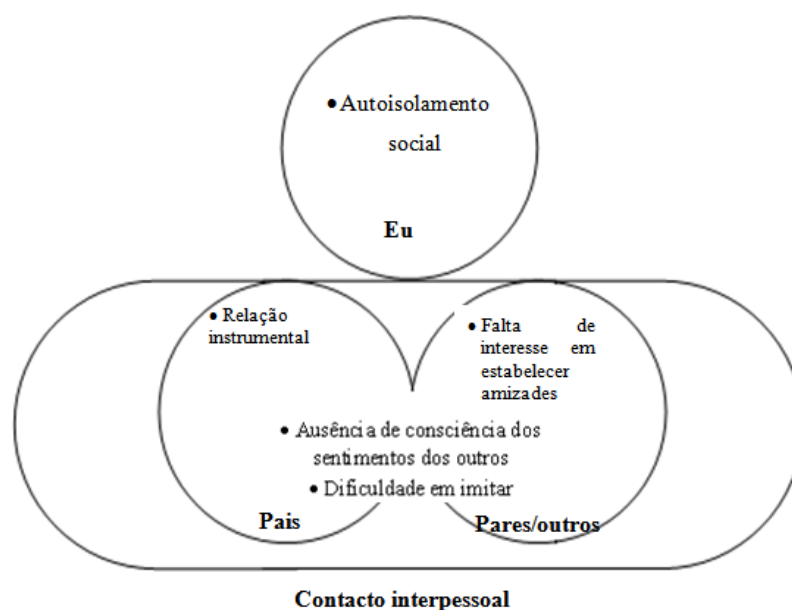 • Autoisolamento
social
Eu
• Relação
instrumental
• Falta de
interesse em
estabelecer
amizades
• Ausência de consciência dos
sentimentos dos outros
• Dificuldade em imitar
Pais
Pares/outros
Contacto interpessoal